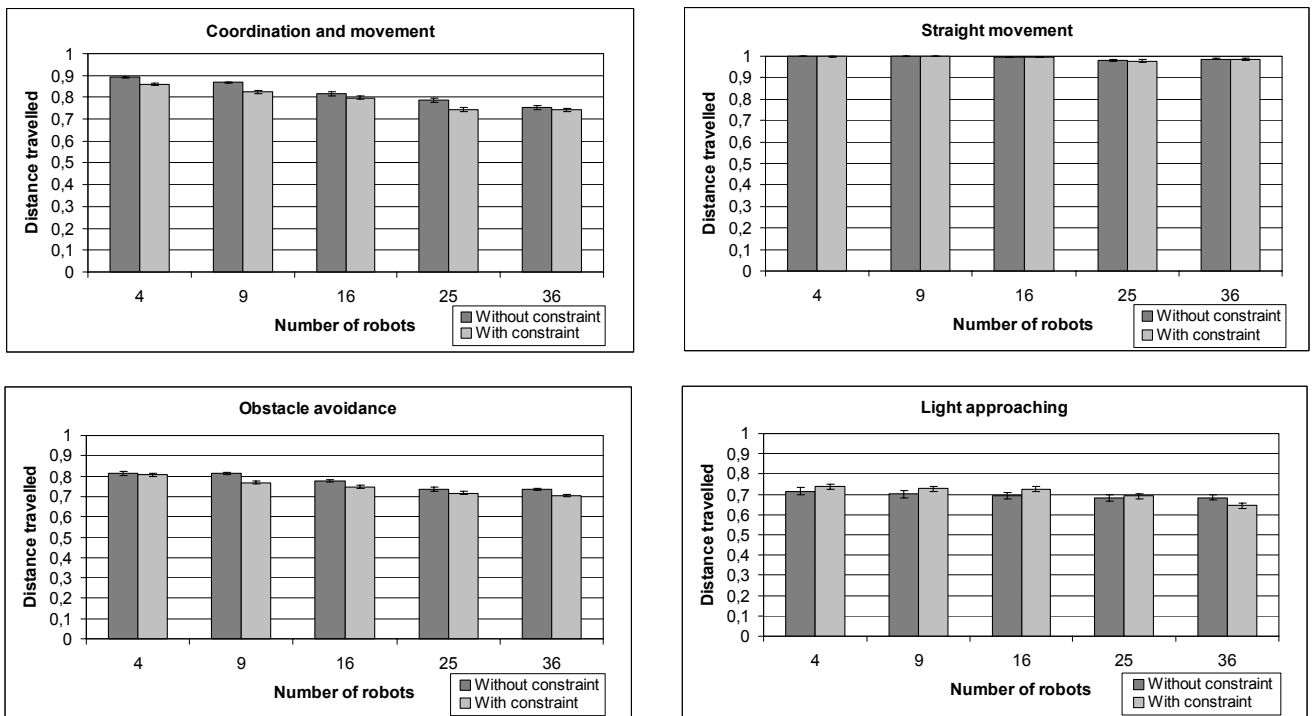 Coordination and movement
Distance travelled
1
0,9
0,8
0,7
0,6
0,5
0,4
0,3
0,2
0,1
0
4 9 16 25 36
Number of robots
Without constraint
With constraint
Straight movement
Distance travelled
1
0,9
0,8
0,7
0,6
0,5
0,4
0,3
0,2
0,1
0
4 9 16 25 36
Number of robots
Without constraint
With constraint
Obstacle avoidance
Distance travelled
1
0,9
0,8
0,7
0,6
0,5
0,4
0,3
0,2
0,1
0
4 9 16 25 36
Number of robots
Without constraint
With constraint
Light approaching
Distance travelled
1
0,9
0,8
0,7
0,6
0,5
0,4
0,3
0,2
0,1
0
4 9 16 25 36
Number of robots
Without constraint
With constraint